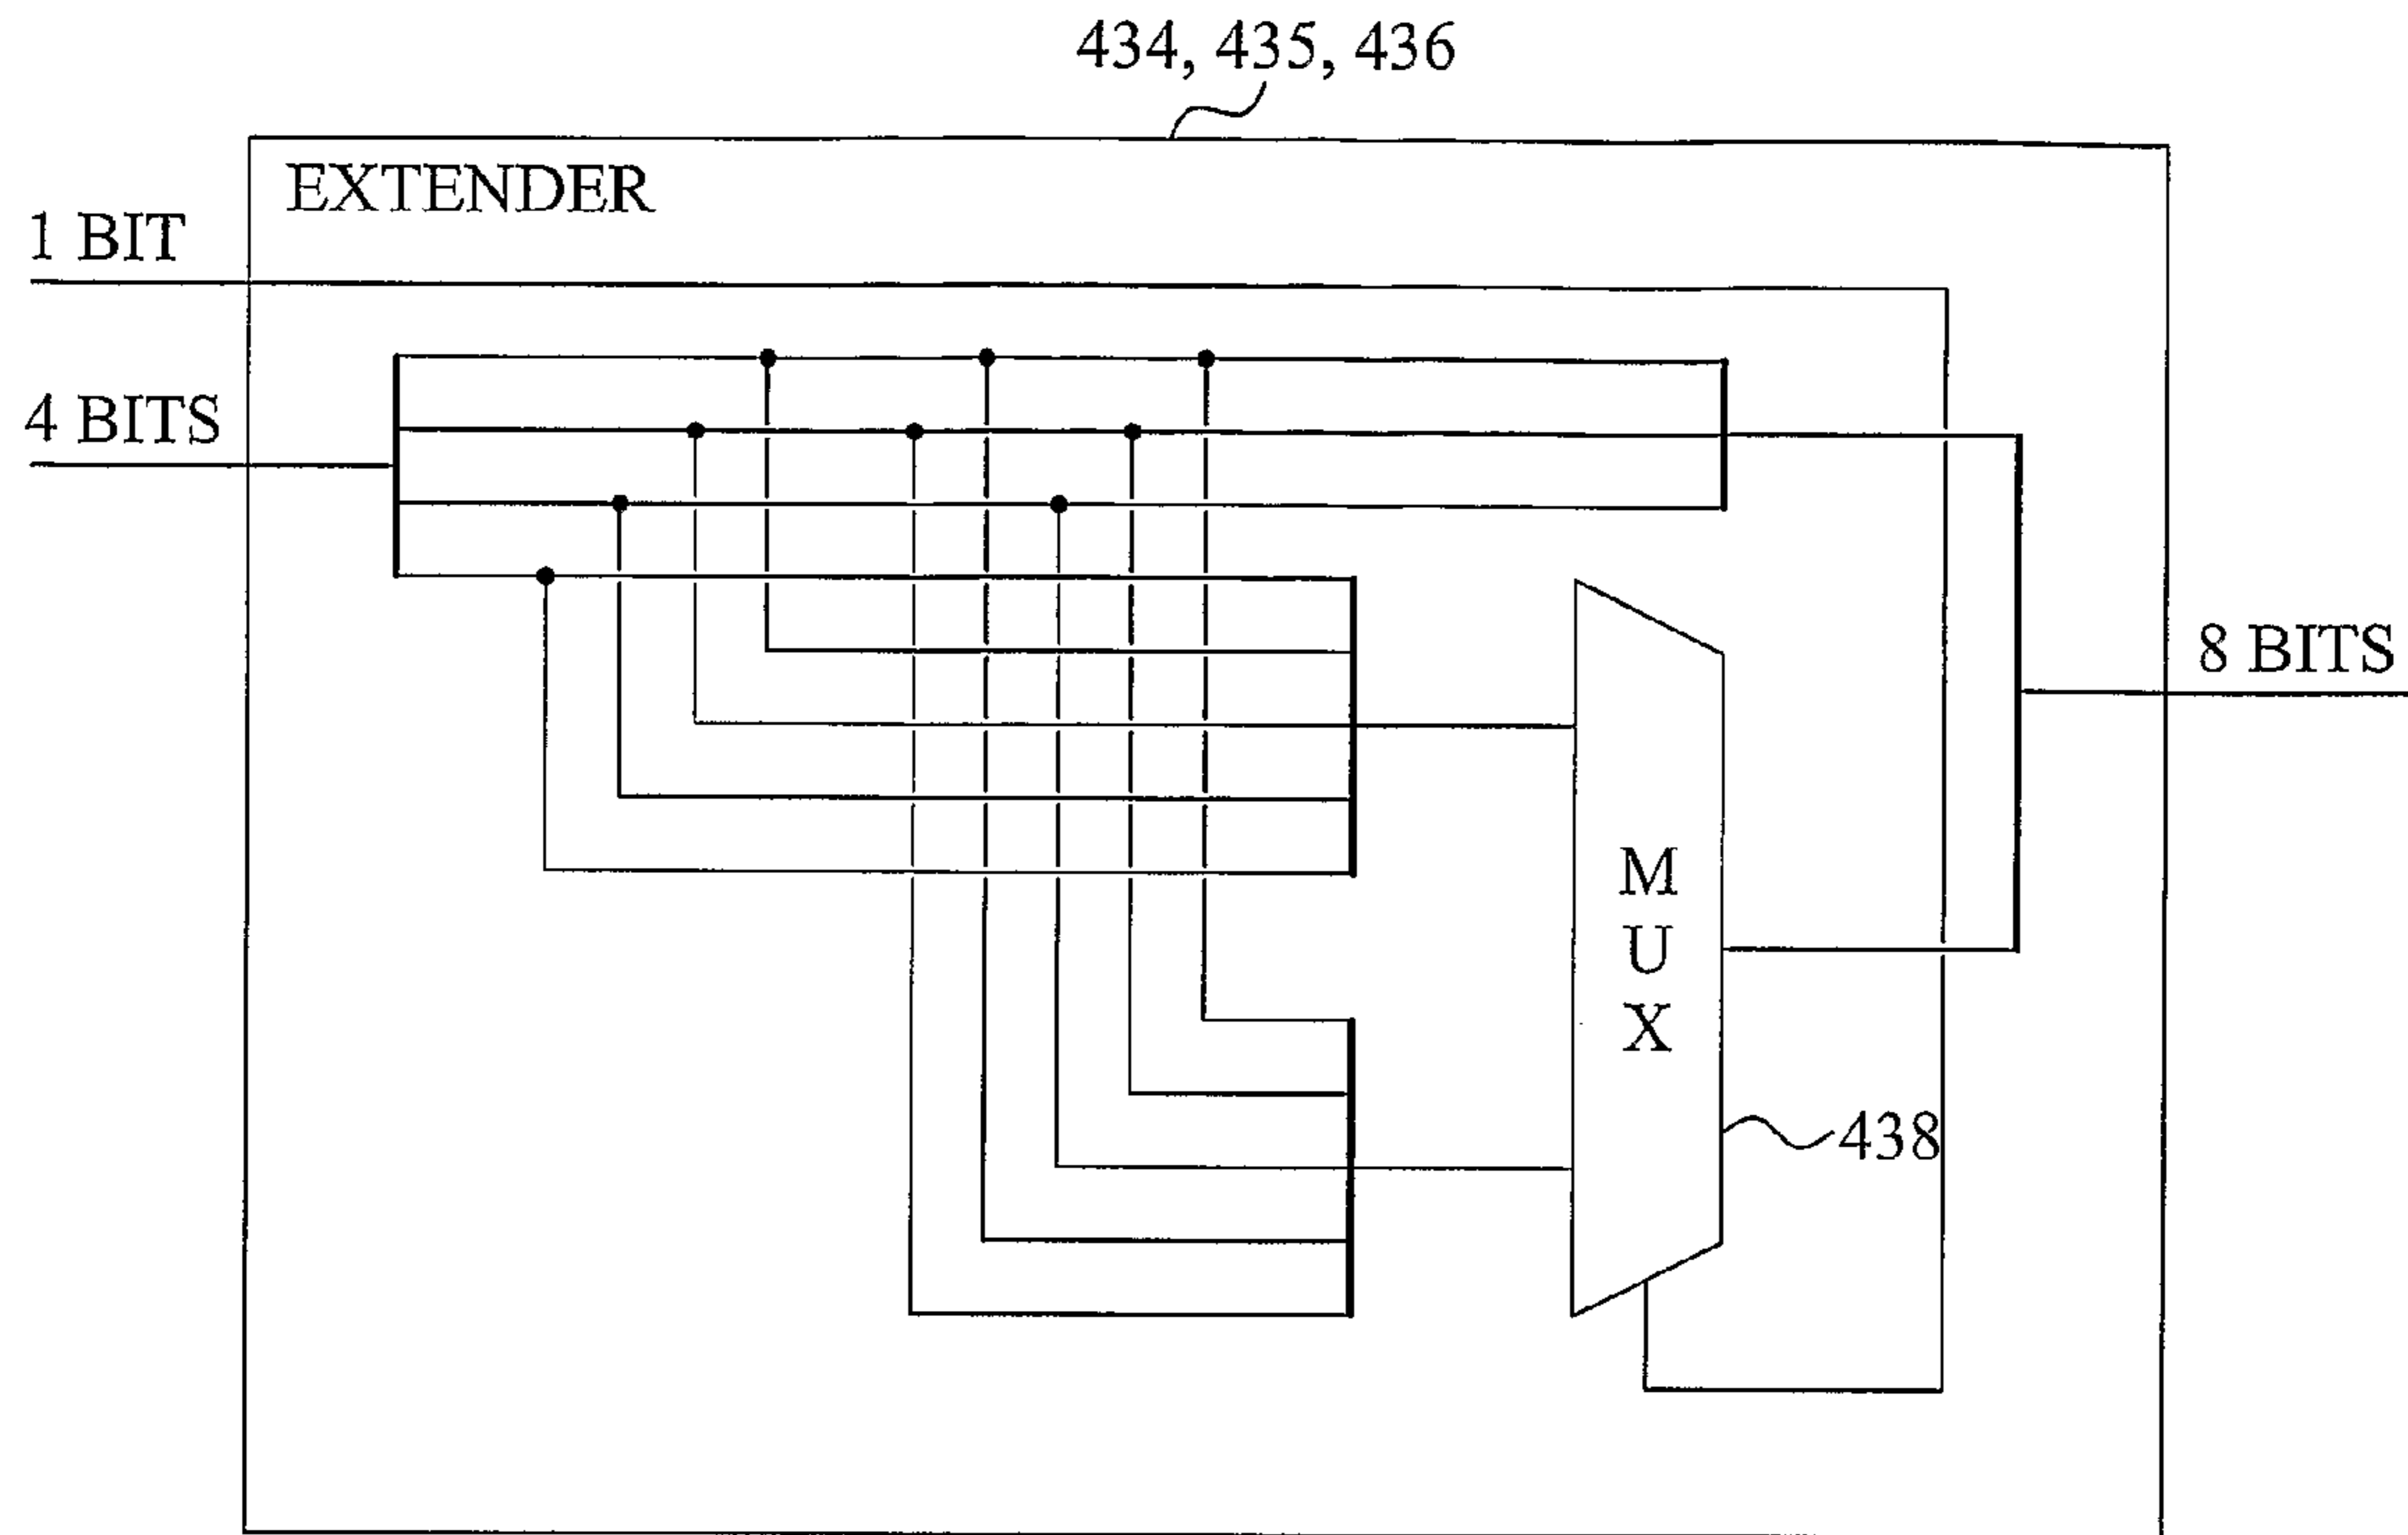 434, 435, 436
EXTENDER
1 BIT
4 BITS
8 BITS
M
U
X
438